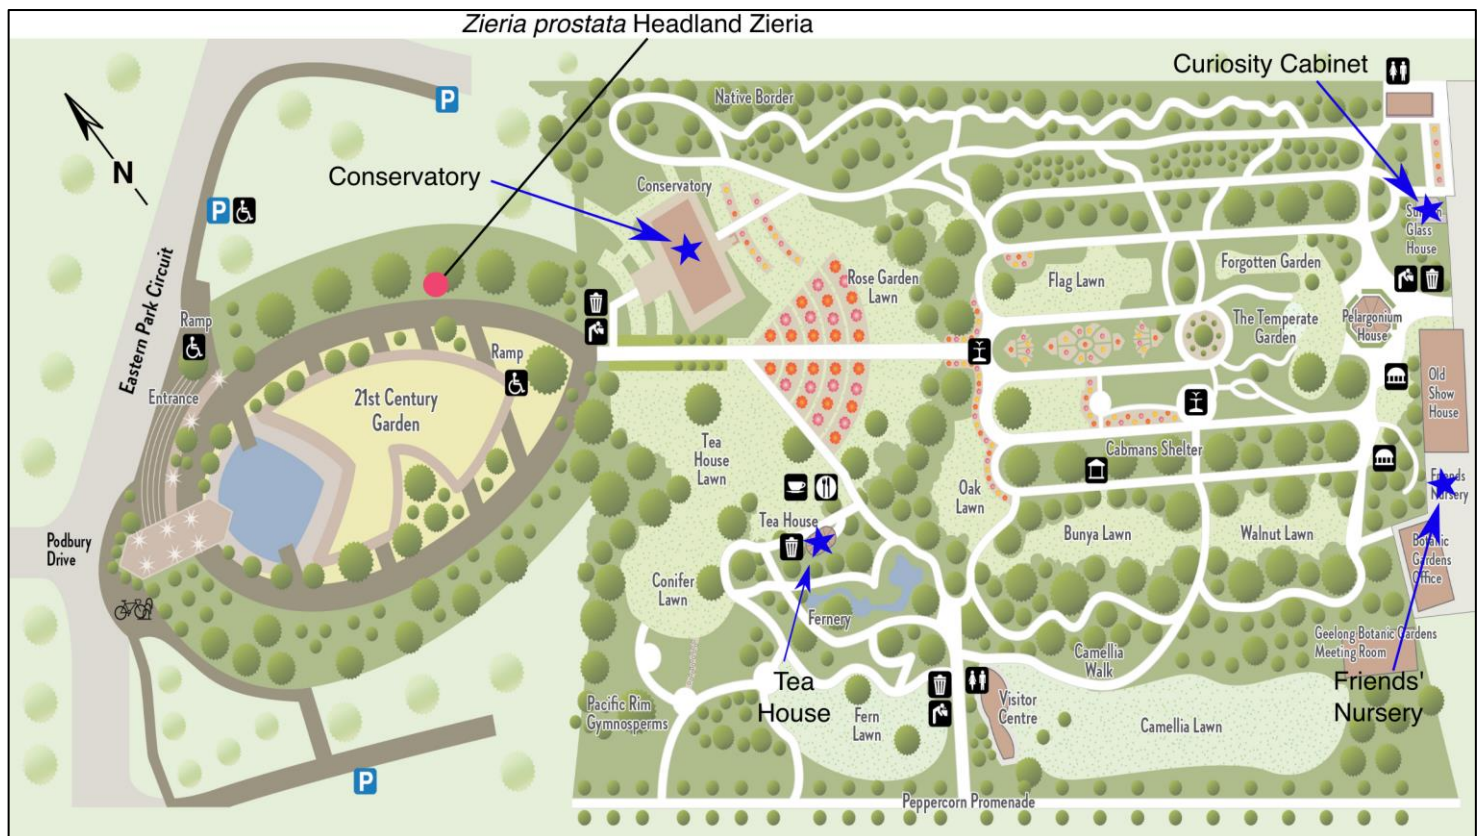 Zieria prostata Headland Zieria
Curiosity Cabinet
Native Border
P
N
Conservatory
Conservatory
P
Glass
House
Eastern Park Circuit
Rose Garden
Lawn
Flag Lawn
Forgotten Garden
Ramp
The Temperate
Garden
Pelargonium
House
Ramp
Entrance
21st Century
Garden
Old
Show
House
Tea
House
Lawn
Cabmans Shelter
Oak
Lawn
Friends
Nursery
Tea House
Bunya Lawn
Walnut Lawn
Podbury
Drive
Botanic
Gardens
Office
Conifer
Lawn
Fernery
Geelong Botanic Gardens
Meeting Room
Camellia
Walk
Tea
House
Friends'
Nursery
Pacific Rim
Gymnosperms
Fern
Lawn
Visitor
Centre
Camellia Lawn
P
Peppercorn Promenade